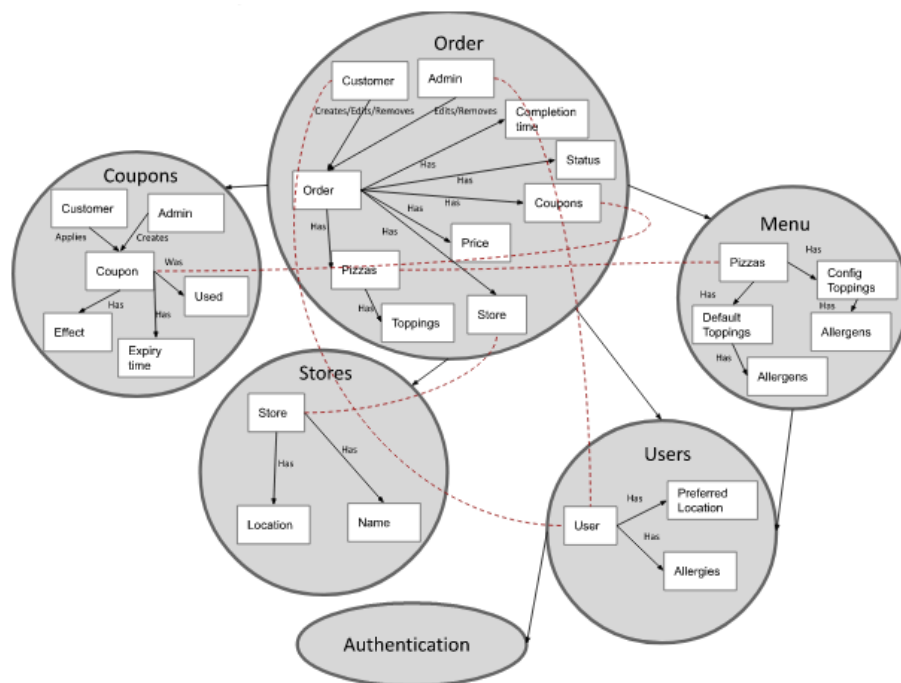 Order
Customer
Admin
Creates/Edits/Removes
Edits/Removes
Completion
time
Has
Status
Has
Order
Has
Coupons
Has
Has
Has
Price
Pizzas
Has
Toppings
Store
Coupons
Customer
Admin
Applies
Creates
Coupon
Was
Used
Has
Has
Effect
Expiry
time
Menu
Pizzas
Has
Config
Toppings
Has
Has
Default
Toppings
Allergens
Has
Allergens
Stores
Store
Has
Has
Location
Name
Users
User
Has
Preferred
Location
Has
Allergies
Authentication